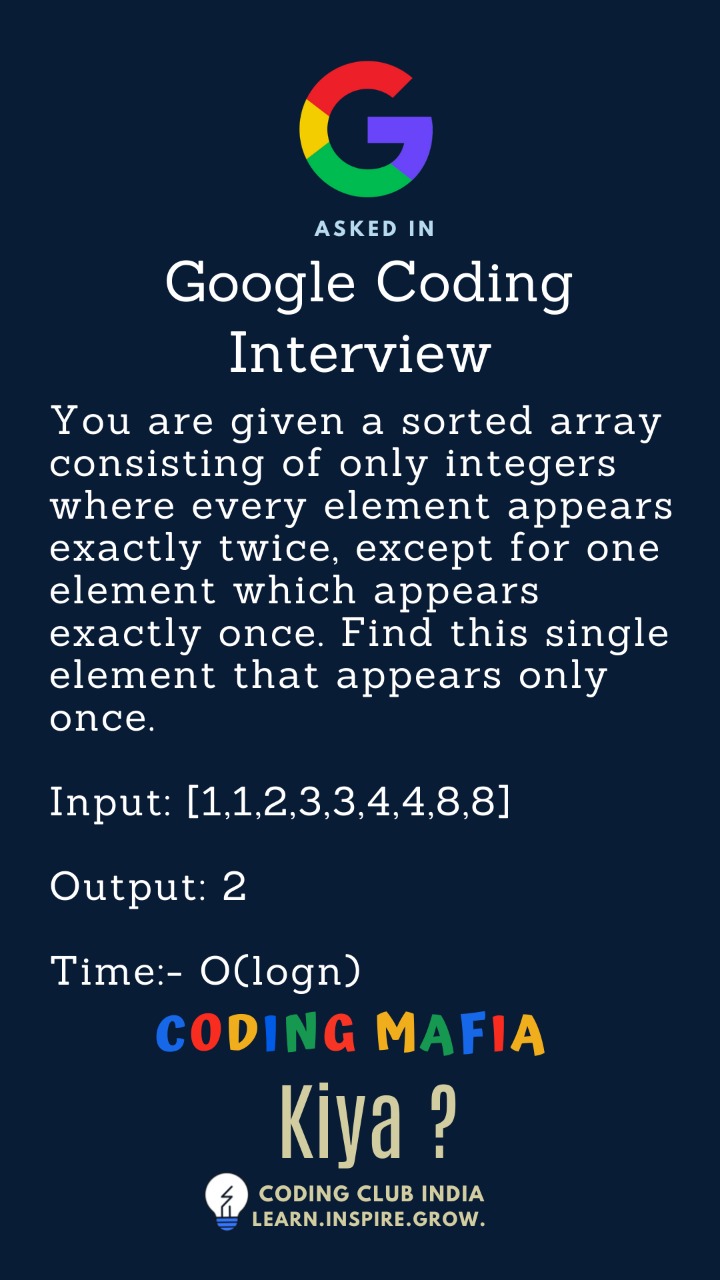 ASKED IN
Google Coding
Interview
You are given a sorted array
consisting of only integers
where every element appears
exactly twice, except for one
element which appears
exactly once. Find this single
element that appears only
once.
Input: [1,1,2,3,3,4,4,8,8]
Output: 2
Time:- O(logn)
CODING MAFIA
Kiya ?
CODING CLUB INDIA
LEARN.INSPIRE.GROW.